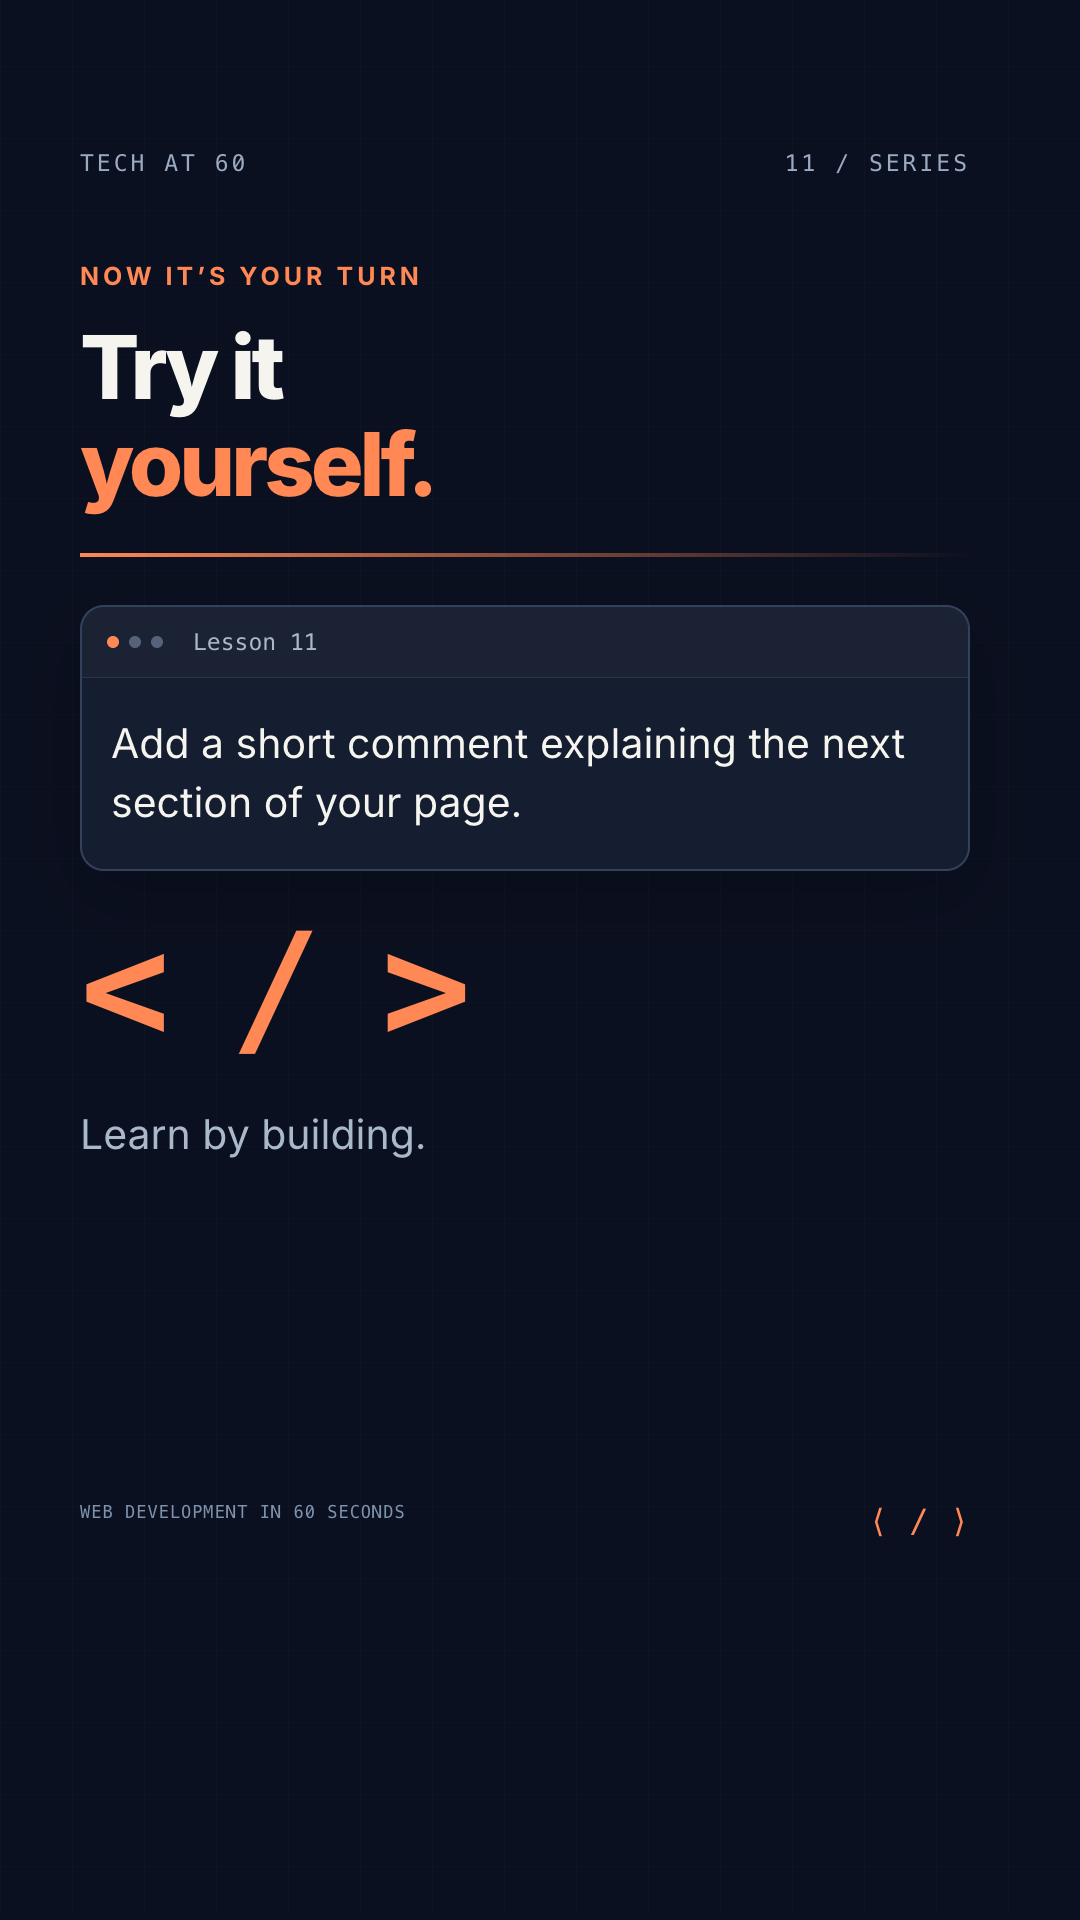 TECH AT 60
11 / SERIES
NOW IT’S YOUR TURN
Try it
yourself.
Lesson 11
Add a short comment explaining the next
section of your page.
< / >
Learn by building.
WEB DEVELOPMENT IN 60 SECONDS
⟨ / ⟩